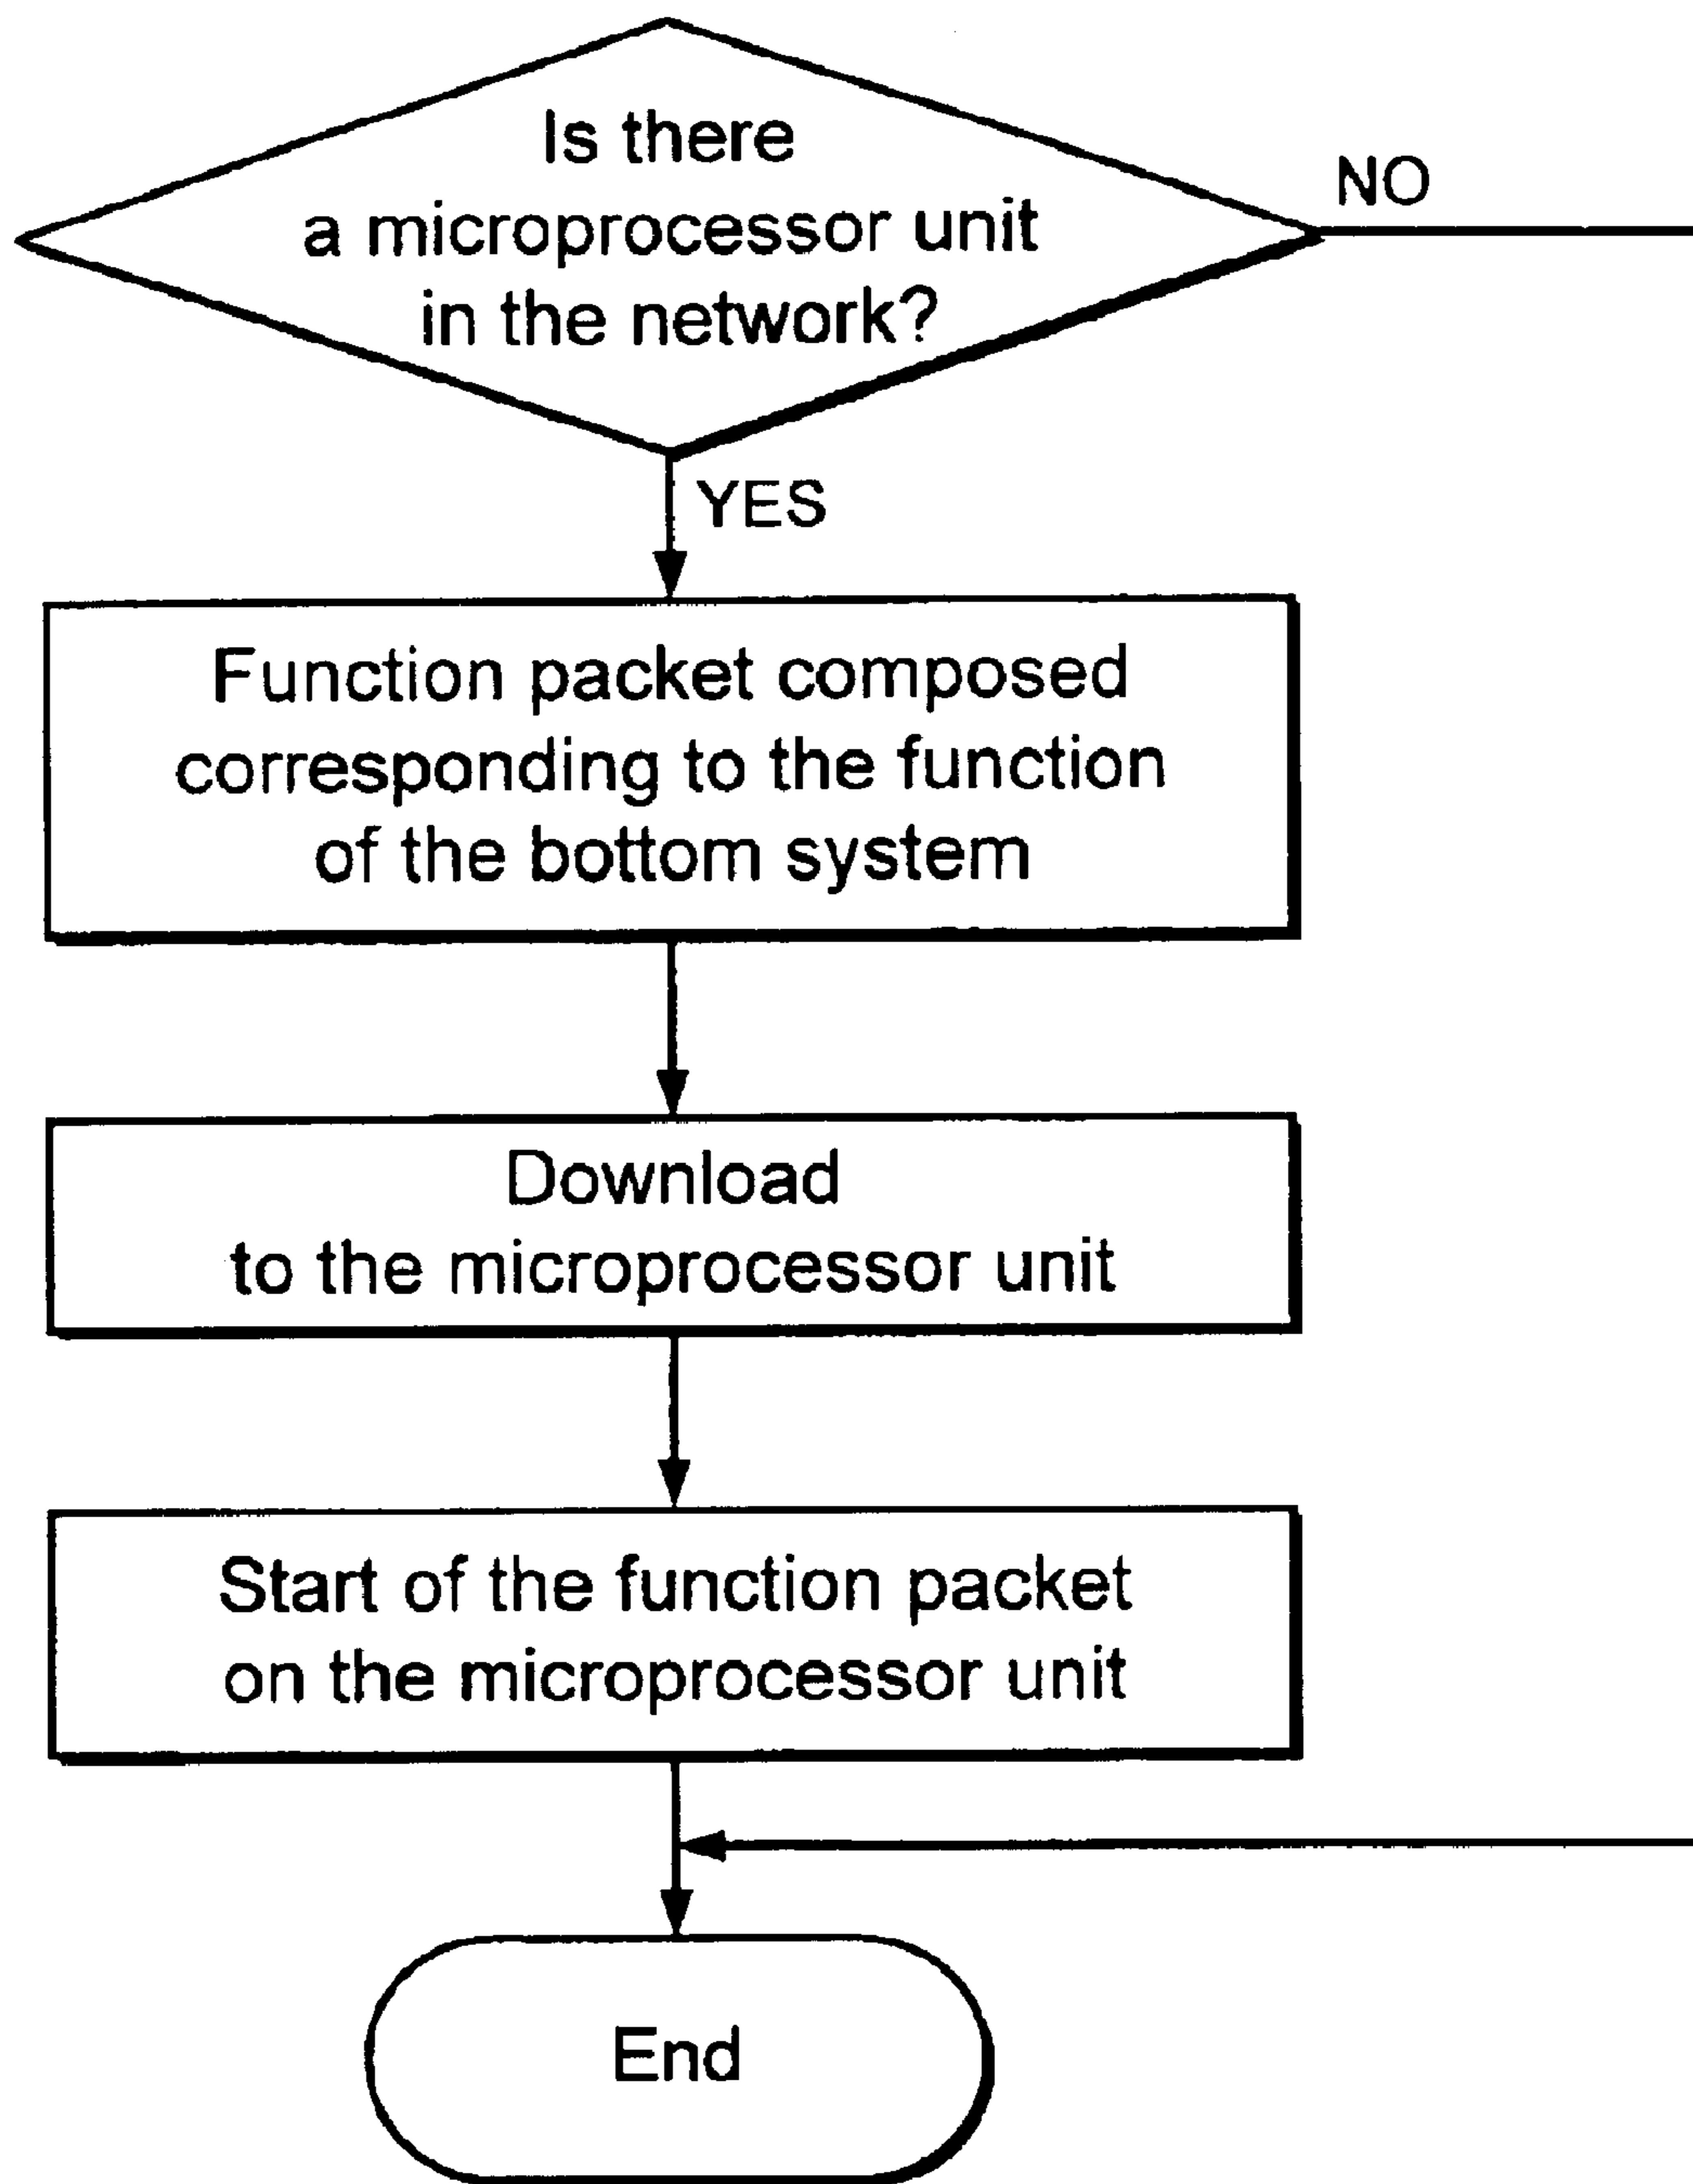 Is there
a microprocessor unit
in the network?
NO
YES
Function packet composed
corresponding to the function
of the bottom system
Download
to the microprocessor unit
Start of the function packet
on the microprocessor unit
End